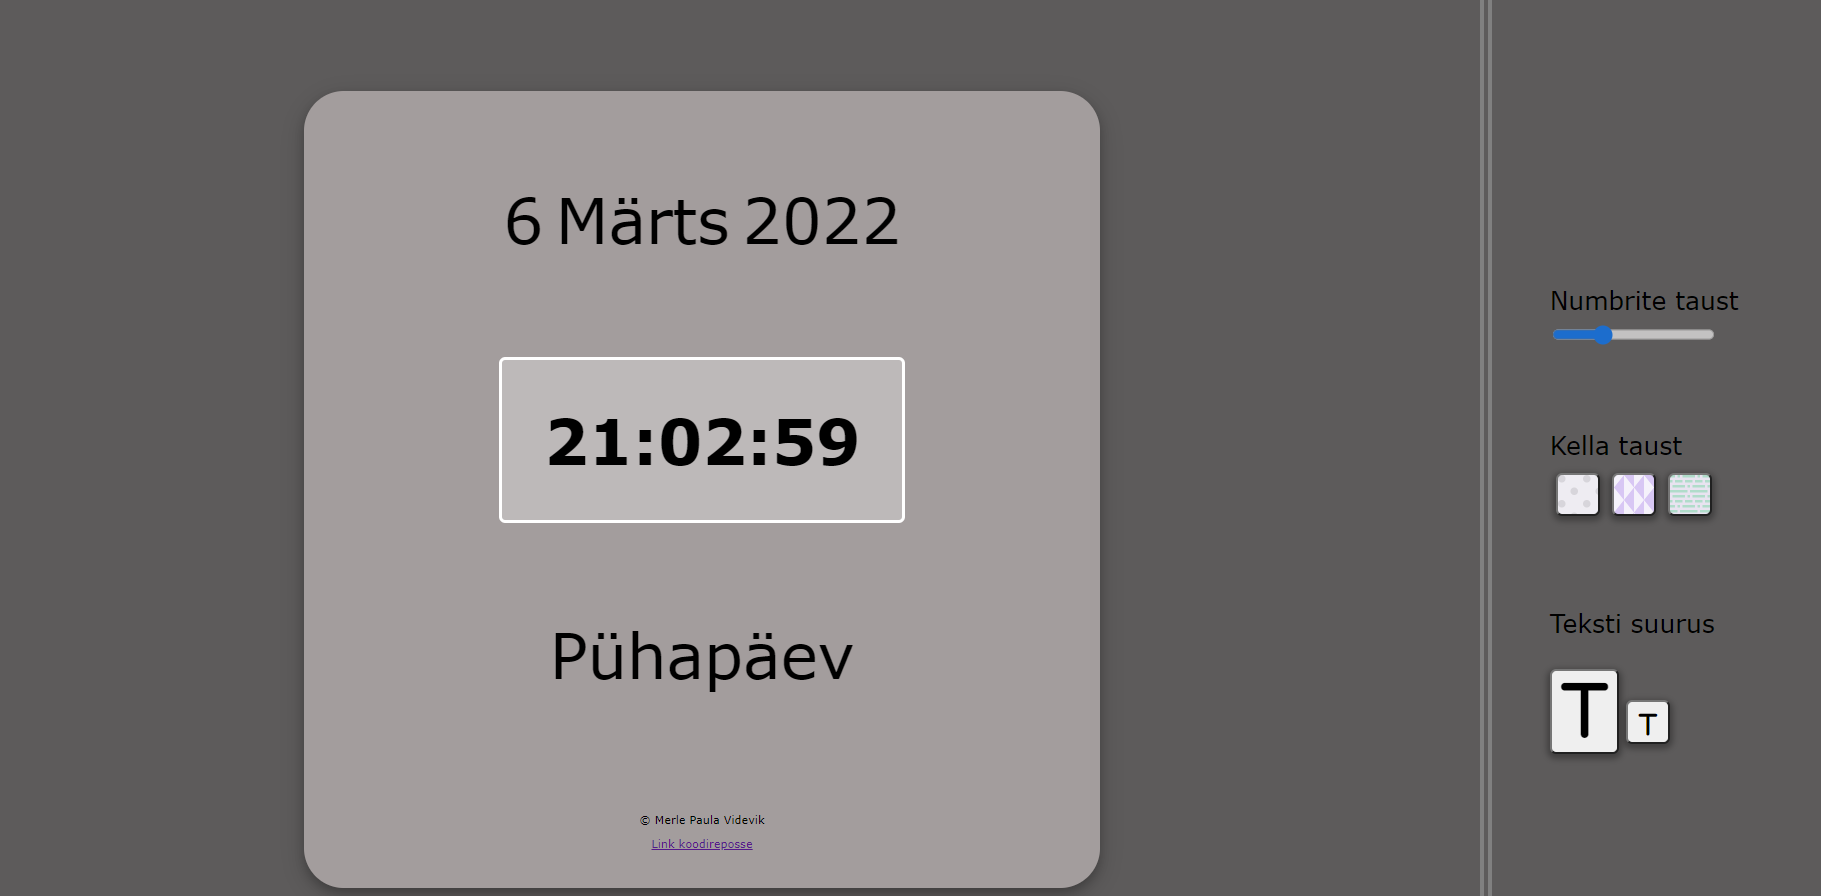 6 Märts 2022
21:02:59
Pühapäev
© Merle Paula Videvik
Link koodireposse
Numbrite taust
Kella taust
Teksti suurus
T T